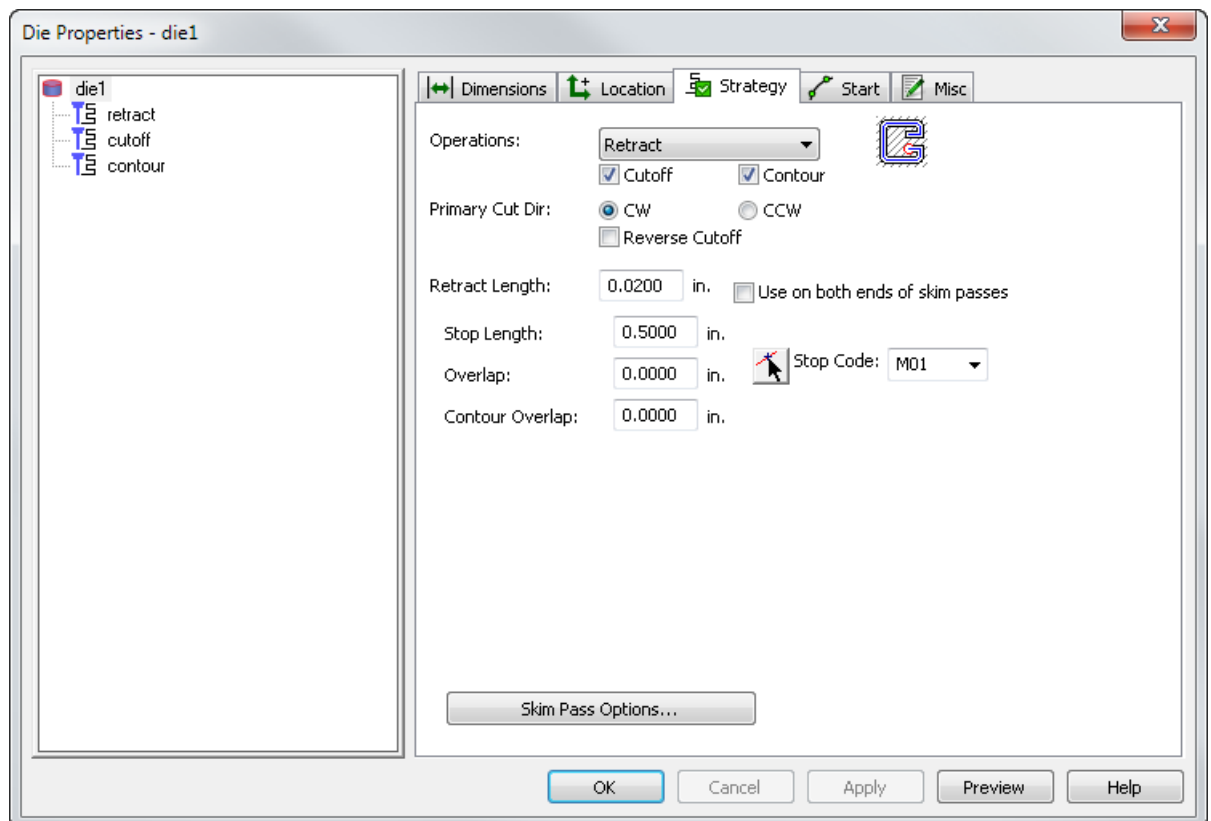 Die Properties - die1
die1
retract
cutoff
contour
Dimensions Location Strategy Start Misc
Operations: Retract
Cutoff Contour
Primary Cut Dir: CW CCW
Reverse Cutoff
Retract Length: 0.0200 in. Use on both ends of skim passes
Stop Length: 0.5000 in.
Stop Code: M01
Overlap: 0.0000 in.
Contour Overlap: 0.0000 in.
Skim Pass Options...
OK Cancel Apply Preview Help